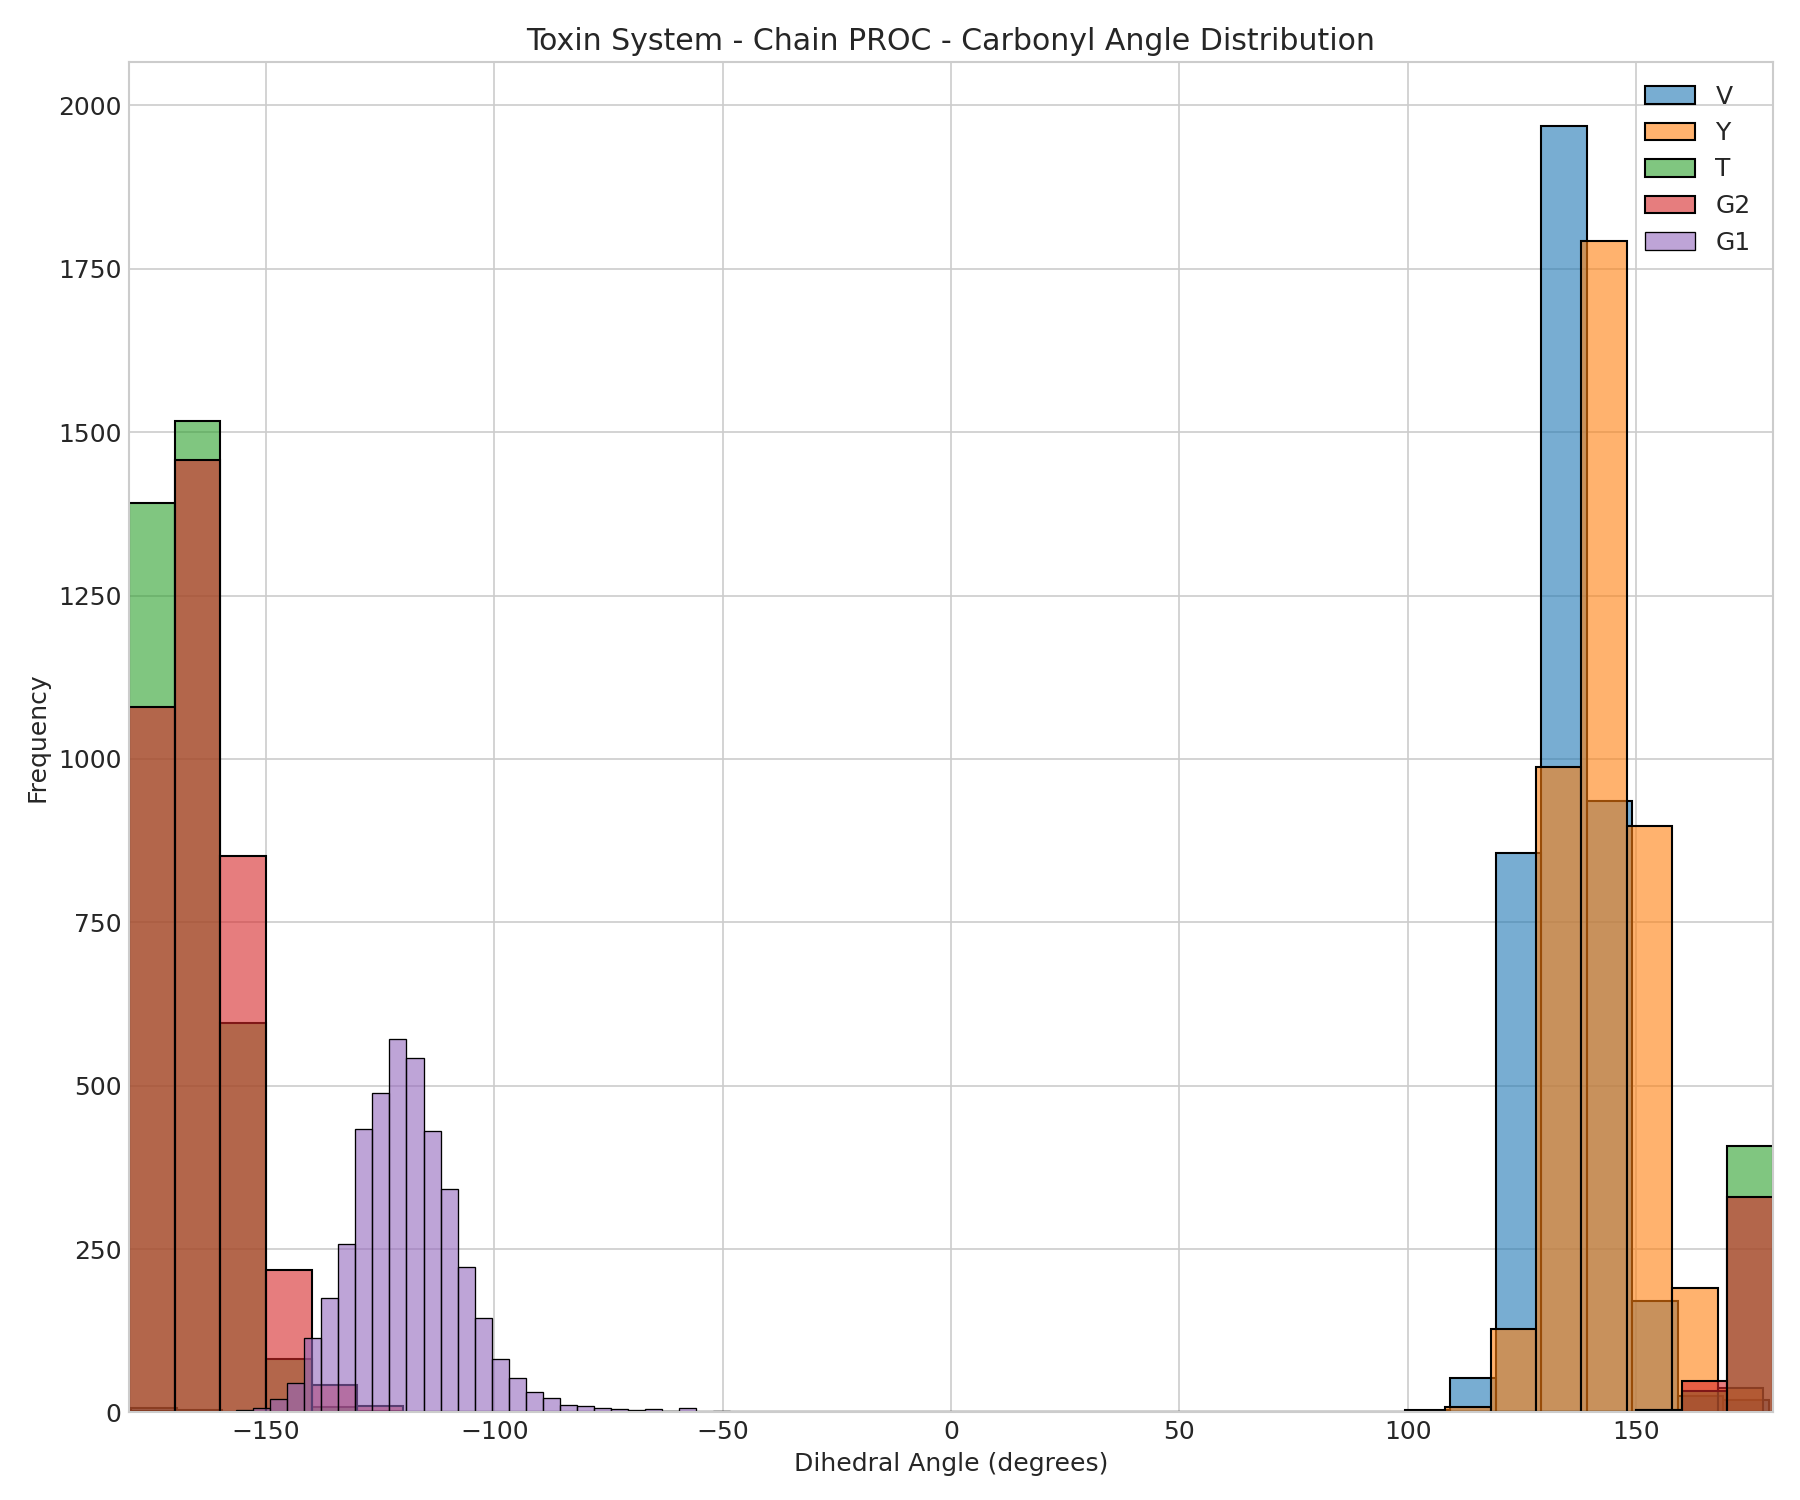 Toxin System - Chain PROC - Carbonyl Angle Distribution
V
Y
T
G2
G1
2000
1750
1500
1250
1000
750
500
250
0
Frequency
−150
−100
−50
0
50
100
150
Dihedral Angle (degrees)